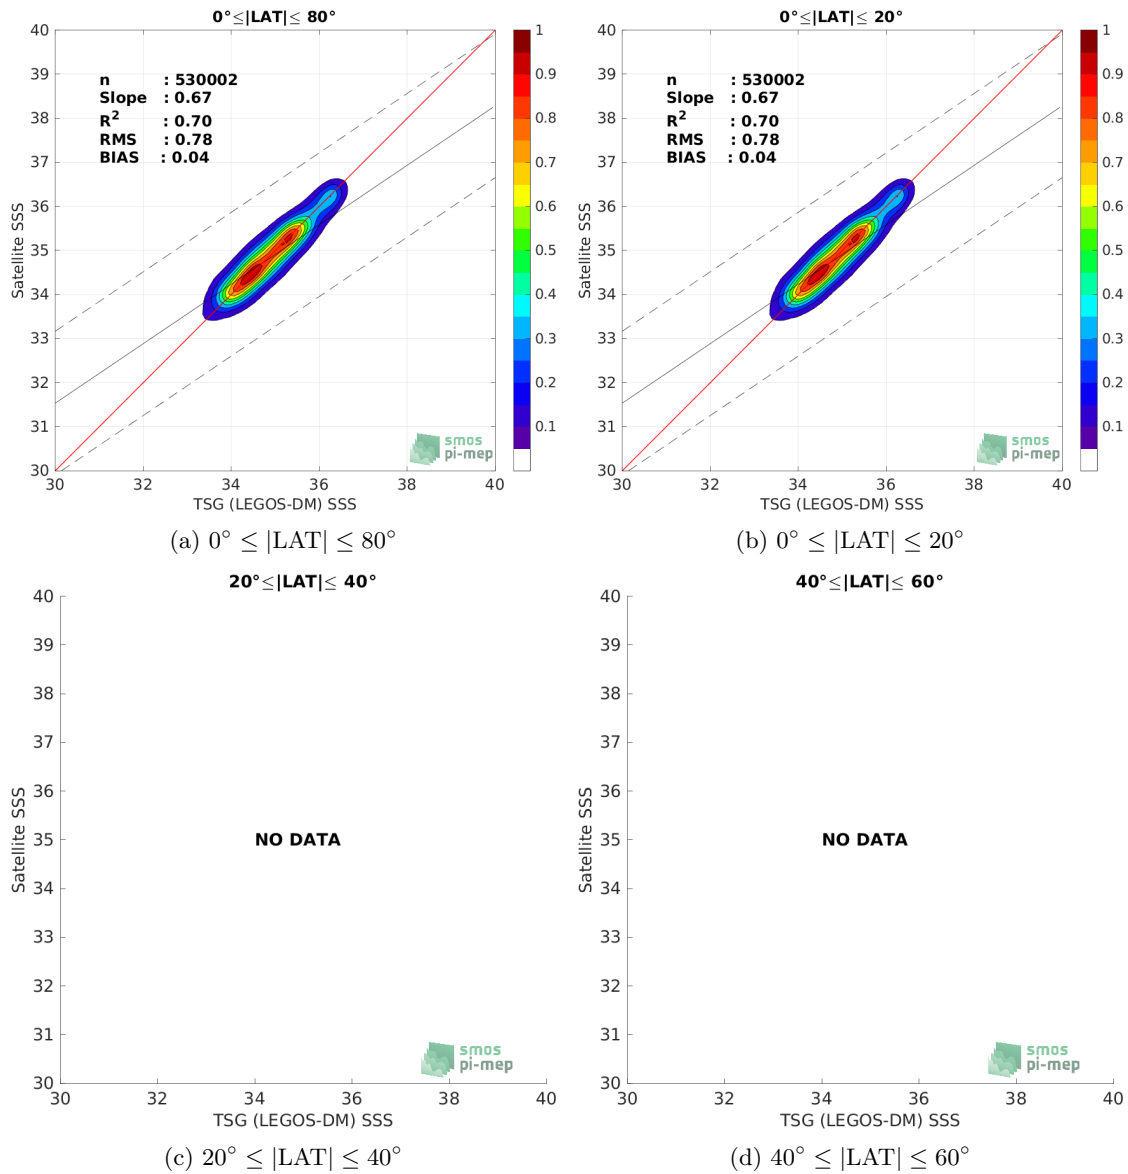 0°≤|LAT|≤ 80°
40
39
38
37
36
35
34
33
32
31
30
Satellite SSS
n : 530002
Slope : 0.67
R² : 0.70
RMS : 0.78
BIAS : 0.04
smos
pi-mep
30 32 34 36 38 40
TSG (LEGOS-DM) SSS
1
0.9
0.8
0.7
0.6
0.5
0.4
0.3
0.2
0.1
(a) 0° ≤ |LAT| ≤ 80°
0°≤|LAT|≤ 20°
40
39
38
37
36
35
34
33
32
31
30
Satellite SSS
n : 530002
Slope : 0.67
R² : 0.70
RMS : 0.78
BIAS : 0.04
smos
pi-mep
30 32 34 36 38 40
TSG (LEGOS-DM) SSS
1
0.9
0.8
0.7
0.6
0.5
0.4
0.3
0.2
0.1
(b) 0° ≤ |LAT| ≤ 20°
20°≤|LAT|≤ 40°
40
39
38
37
36
35
34
33
32
31
30
Satellite SSS
NO DATA
smos
pi-mep
30 32 34 36 38 40
TSG (LEGOS-DM) SSS
(c) 20° ≤ |LAT| ≤ 40°
40°≤|LAT|≤ 60°
40
39
38
37
36
35
34
33
32
31
30
Satellite SSS
NO DATA
smos
pi-mep
30 32 34 36 38 40
TSG (LEGOS-DM) SSS
(d) 40° ≤ |LAT| ≤ 60°